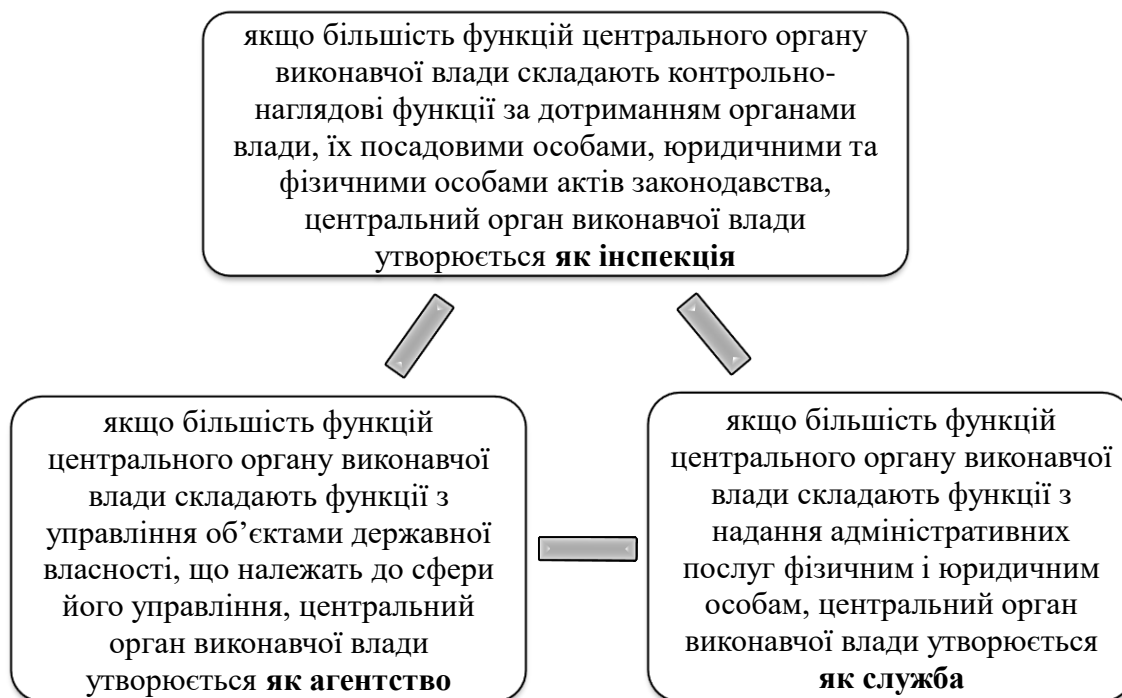 якщо більшість функцій центрального органу
виконавчої влади складають контрольно-
наглядові функції за дотриманням органами
влади, їх посадовими особами, юридичними та
фізичними особами актів законодавства,
центральний орган виконавчої влади
утворюється як інспекція
якщо більшість функцій
центрального органу виконавчої
влади складають функції з
управління об’єктами державної
власності, що належать до сфери
його управління, центральний
орган виконавчої влади
утворюється як агентство
якщо більшість функцій
центрального органу виконавчої
влади складають функції з
надання адміністративних
послуг фізичним і юридичним
особам, центральний орган
виконавчої влади утворюється
як служба